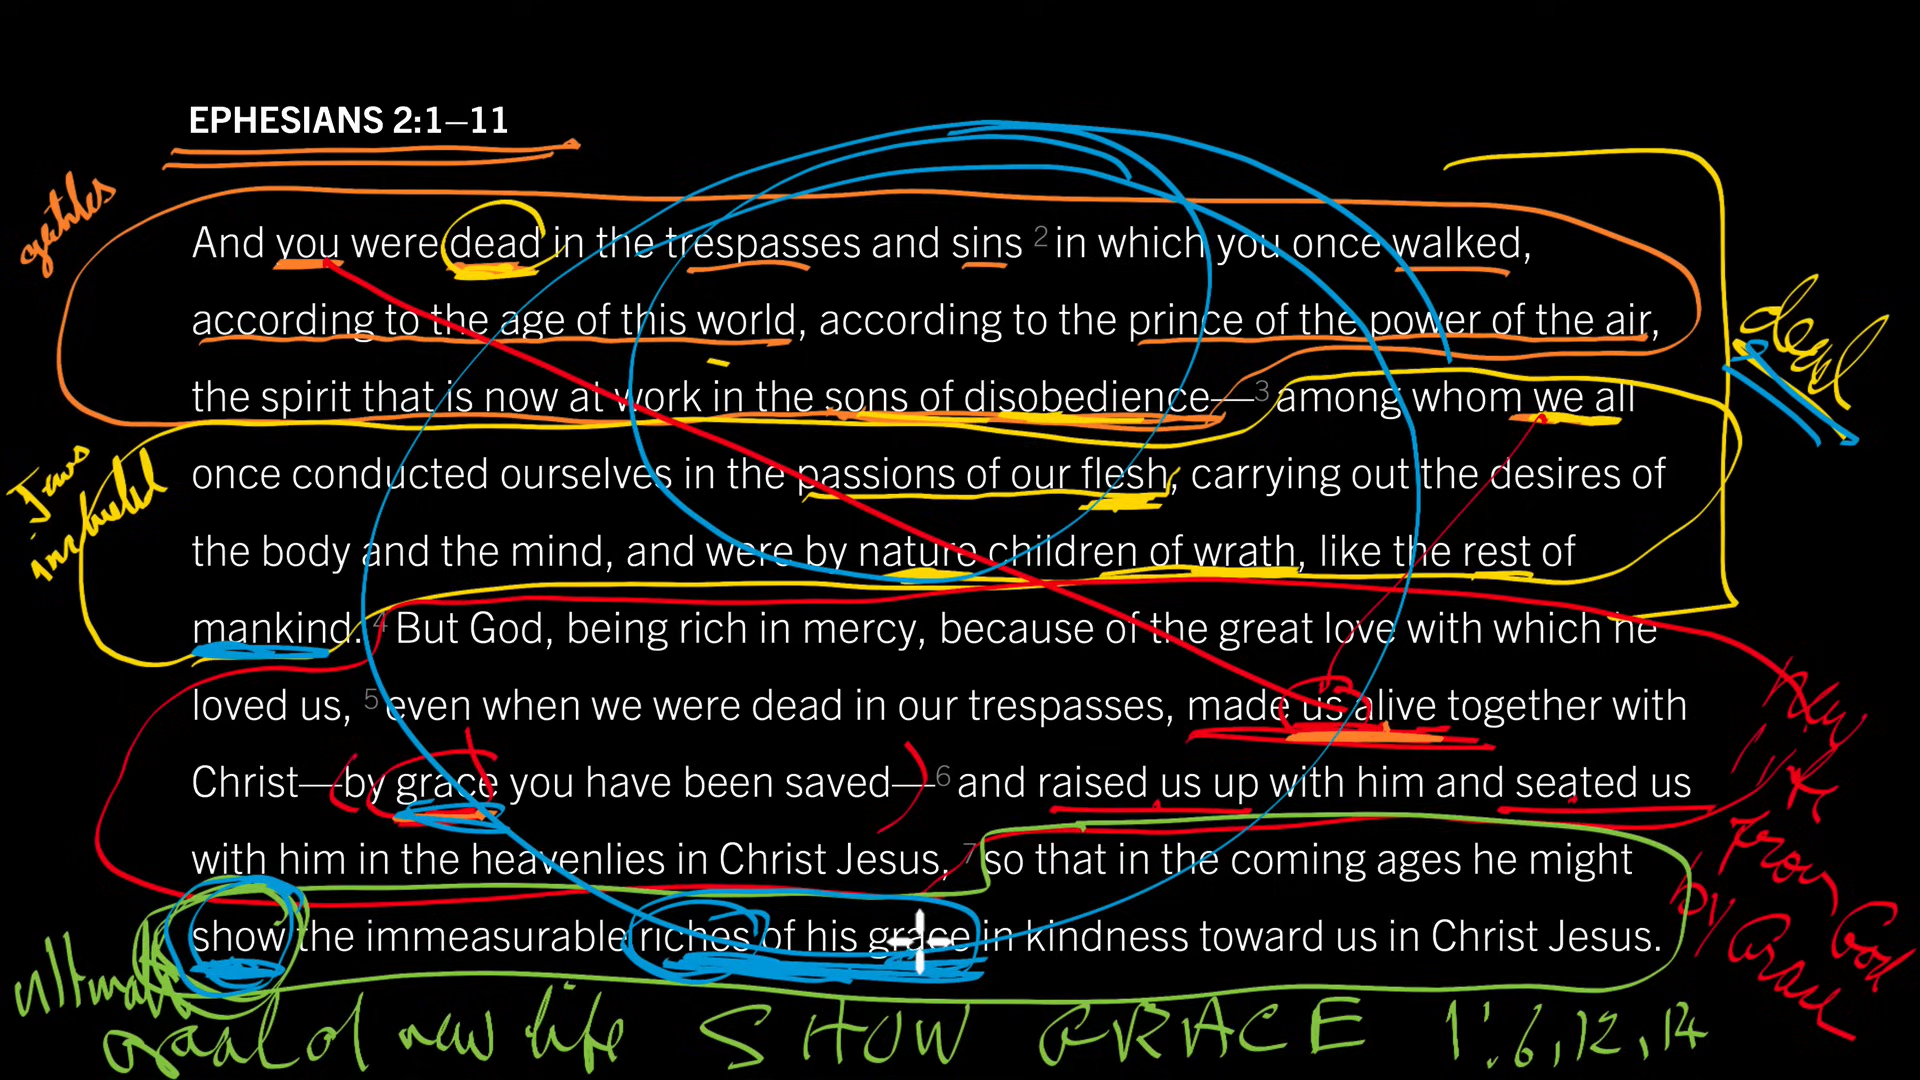 EPHESIANS 2:1–11
gentiles
And you were dead in the trespasses and sins 2 in which you once walked,
according to the age of this world, according to the prince of the power of the air,
dead
the spirit that is now at work in the sons of disobedience—3 among whom we all
once conducted ourselves in the passions of our flesh, carrying out the desires of
Jews
included
the body and the mind, and were by nature children of wrath, like the rest of
mankind. 4 But God, being rich in mercy, because of the great love with which he
loved us, 5 even when we were dead in our trespasses, made us alive together with
Christ—by grace you have been saved—6 and raised us up with him and seated us
with him in the heavenlies in Christ Jesus, 7 so that in the coming ages he might
show the immeasurable riches of his grace in kindness toward us in Christ Jesus.
New
life
from God
by Grace
ultimate
goal of new life SHOW GRACE 1:6,12,14